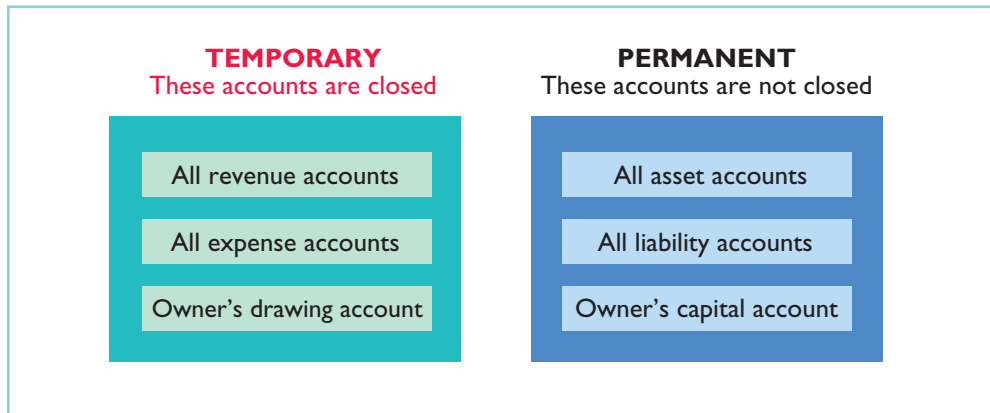 TEMPORARY
These accounts are closed
All revenue accounts
All expense accounts
Owner’s drawing account
PERMANENT
These accounts are not closed
All asset accounts
All liability accounts
Owner’s capital account